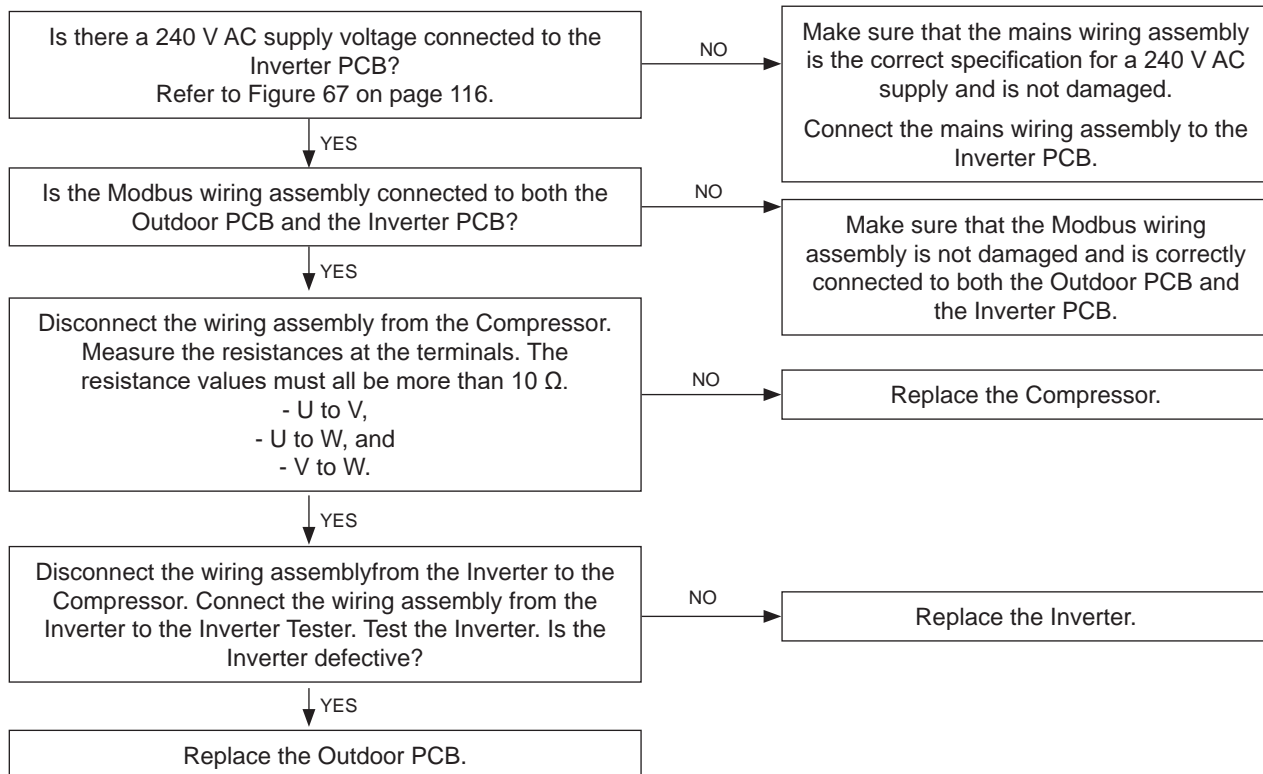 Is there a 240 V AC supply voltage connected to the
Inverter PCB?
Refer to Figure 67 on page 116.
NO
Make sure that the mains wiring assembly
is the correct specification for a 240 V AC
supply and is not damaged.
Connect the mains wiring assembly to the
Inverter PCB.
YES
Is the Modbus wiring assembly connected to both the
Outdoor PCB and the Inverter PCB?
NO
Make sure that the Modbus wiring
assembly is not damaged and is correctly
connected to both the Outdoor PCB and
the Inverter PCB.
YES
Disconnect the wiring assembly from the Compressor.
Measure the resistances at the terminals. The
resistance values must all be more than 10 Ω.
- U to V,
- U to W, and
- V to W.
NO
Replace the Compressor.
YES
Disconnect the wiring assemblyfrom the Inverter to the
Compressor. Connect the wiring assembly from the
Inverter to the Inverter Tester. Test the Inverter. Is the
Inverter defective?
NO
Replace the Inverter.
YES
Replace the Outdoor PCB.